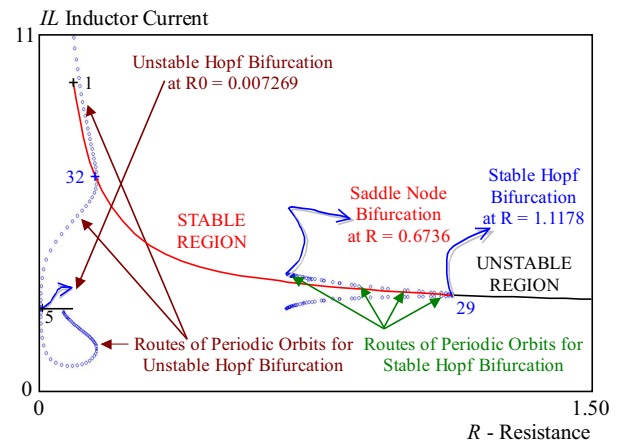 IL Inductor Current
11
Unstable Hopf Bifurcation
at R0 = 0.007269
1
32
STABLE
REGION
Saddle Node
Bifurcation
at R = 0.6736
Stable Hopf
Bifurcation
at R = 1.1178
UNSTABLE
REGION
29
5
Routes of Periodic Orbits for
Unstable Hopf Bifurcation
Routes of Periodic Orbits for
Stable Hopf Bifurcation
0
0
1.50
R - Resistance